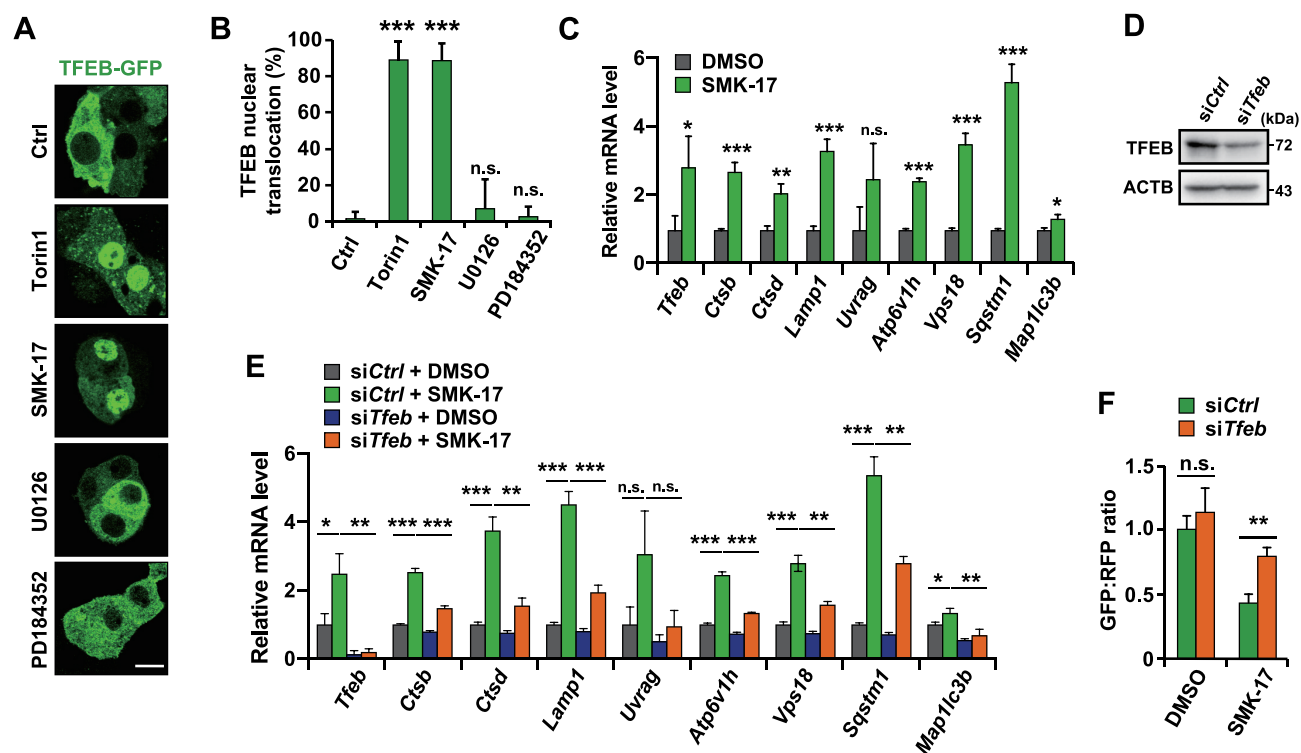 A
TFEB-GFP
Ctrl
Torin1
SMK-17
U0126
PD184352
B
TFEB nuclear
translocation (%)
100
80
60
40
20
0
***
***
n.s.
n.s.
Ctrl
Torin1
SMK-17
U0126
PD184352
C
DMSO
SMK-17
Relative mRNA level
6
4
2
0
*
***
**
***
n.s.
***
***
***
*
Tfeb
Ctsb
Ctsd
Lamp1
Uvrag
Atp6v1h
Vps18
Sqstm1
Map1lc3b
D
siCtrl
siTfeb
(kDa)
TFEB
-72
ACTB
-43
E
siCtrl + DMSO
siCtrl + SMK-17
siTfeb + DMSO
siTfeb + SMK-17
Relative mRNA level
6
4
2
0
* **
*** ***
*** **
*** ***
n.s. n.s.
*** ***
*** **
*** **
* **
Tfeb
Ctsb
Ctsd
Lamp1
Uvrag
Atp6v1h
Vps18
Sqstm1
Map1lc3b
F
siCtrl
siTfeb
GFP:RFP ratio
1.5
1.0
0.5
0
n.s.
**
DMSO
SMK-17